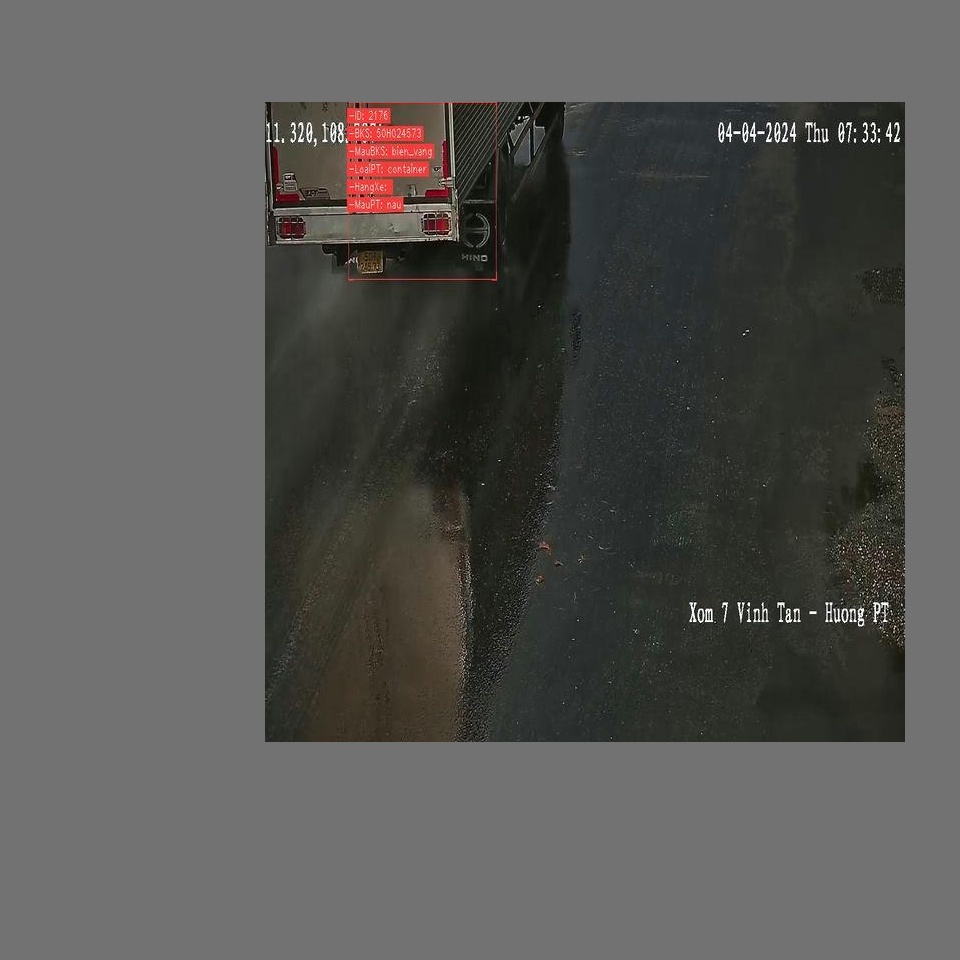 -ID: 2176
11.320,108.
04-04-2024 Thu 07:33:42
-BKS: 50H024573
-MauBKS: bien_vang
-LoaiPT: container
-HangXe:
-MauPT: nau
HINO
Xom 7 Vinh Tan - Huong PT